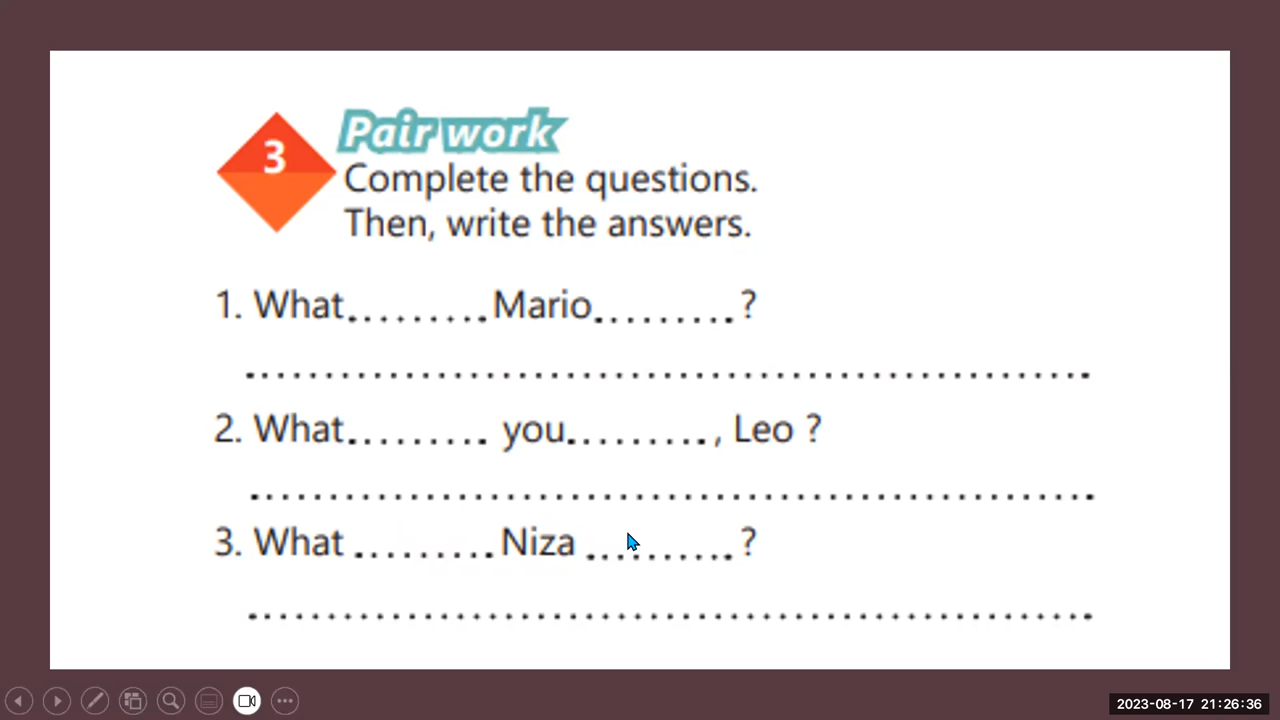 3
Pair work
Complete the questions.
Then, write the answers.
1. What.........Mario.........?
.....................................................
2. What......... you........., Leo ?
.....................................................
3. What .........Niza .........?
.....................................................
2023-08-17 21:26:36